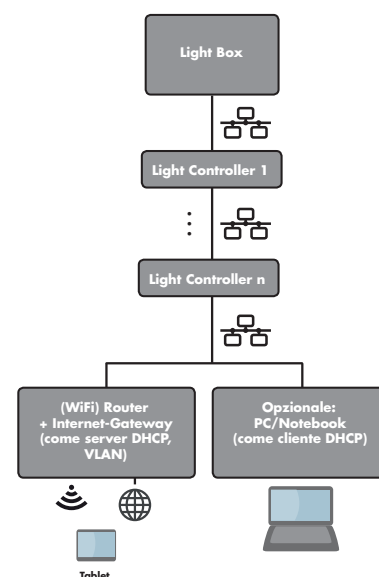 Light Box
Light Controller 1
Light Controller n
(WiFi) Router
+ Internet-Gateway
(come server DHCP,
VLAN)
Opzionale:
PC/Notebook
(come cliente DHCP)
Tablet